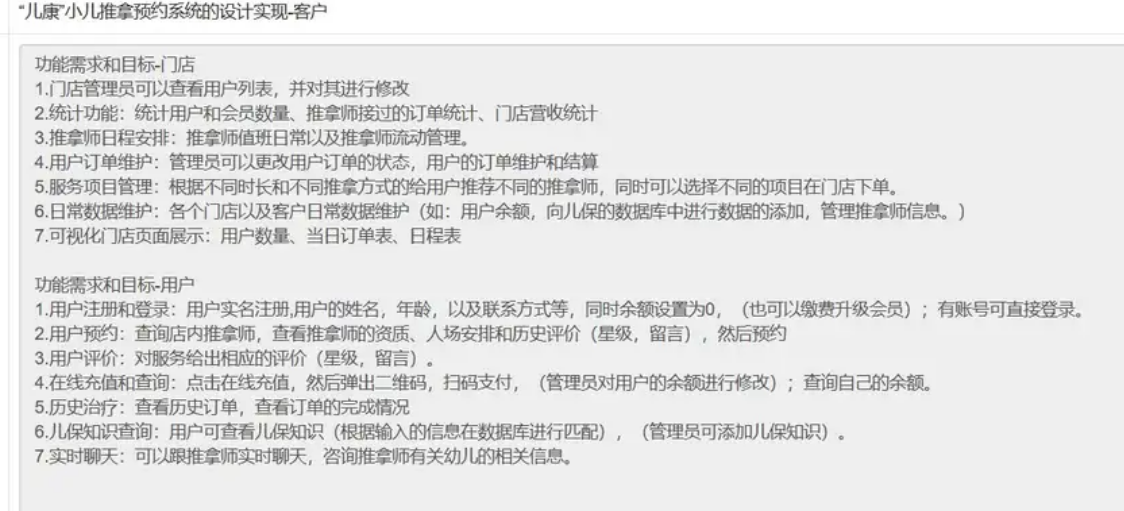 “儿康”小儿推拿预约系统的设计实现-客户
功能需求和目标-门店
1.门店管理员可以查看用户列表，并对其进行修改
2.统计功能：统计用户和会员数量、推拿师接过的订单统计、门店营收统计
3.推拿师日程安排：推拿师值班日常以及推拿师流动管理。
4.用户订单维护：管理员可以更改用户订单的状态，用户的订单维护和结算
5.服务项目管理：根据不同时长和不同推拿方式的给用户推荐不同的推拿师，同时可以选择不同的项目在门店下单。
6.日常数据维护：各个门店以及客户日常数据维护（如：用户余额，向儿保的数据库中进行数据的添加，管理推拿师信息。）
7.可视化门店页面展示：用户数量、当日订单表、日程表
功能需求和目标-用户
1.用户注册和登录：用户实名注册,用户的姓名，年龄，以及联系方式等，同时余额设置为0，（也可以缴费升级会员）；有账号可直接登录。
2.用户预约：查询店内推拿师，查看推拿师的资质、人场安排和历史评价（星级，留言），然后预约
3.用户评价：对服务给出相应的评价（星级，留言）。
4.在线充值和查询：点击在线充值，然后弹出二维码，扫码支付，（管理员对用户的余额进行修改）；查询自己的余额。
5.历史治疗：查看历史订单，查看订单的完成情况
6.儿保知识查询：用户可查看儿保知识（根据输入的信息在数据库进行匹配），（管理员可添加儿保知识）。
7.实时聊天：可以跟推拿师实时聊天，咨询推拿师有关幼儿的相关信息。